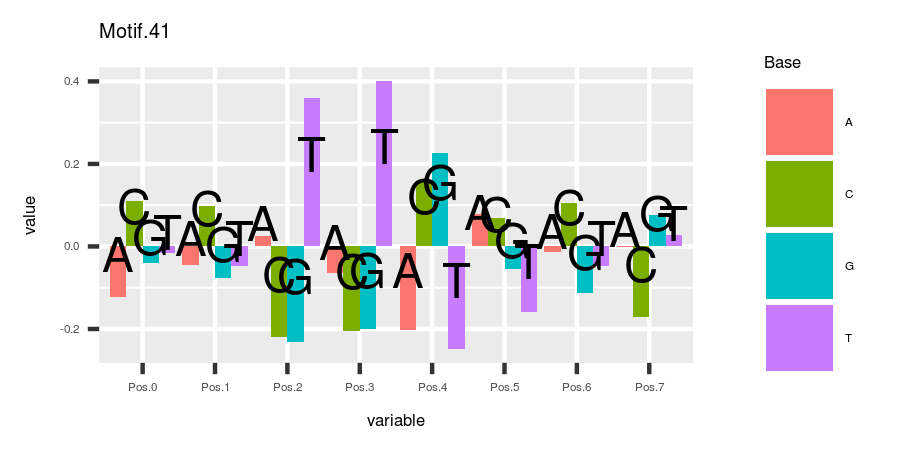 Motif.41
value
0.4
0.2
0.0
-0.2
A C G T A C G T A C G T A C G T A C G T A C G T A C G T A C G T
Pos.0 Pos.1 Pos.2 Pos.3 Pos.4 Pos.5 Pos.6 Pos.7
variable
Base
A
C
G
T